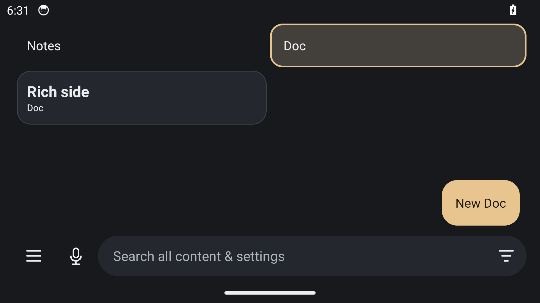 6:31
Notes
Doc
Rich side
Doc
New Doc
Search all content & settings